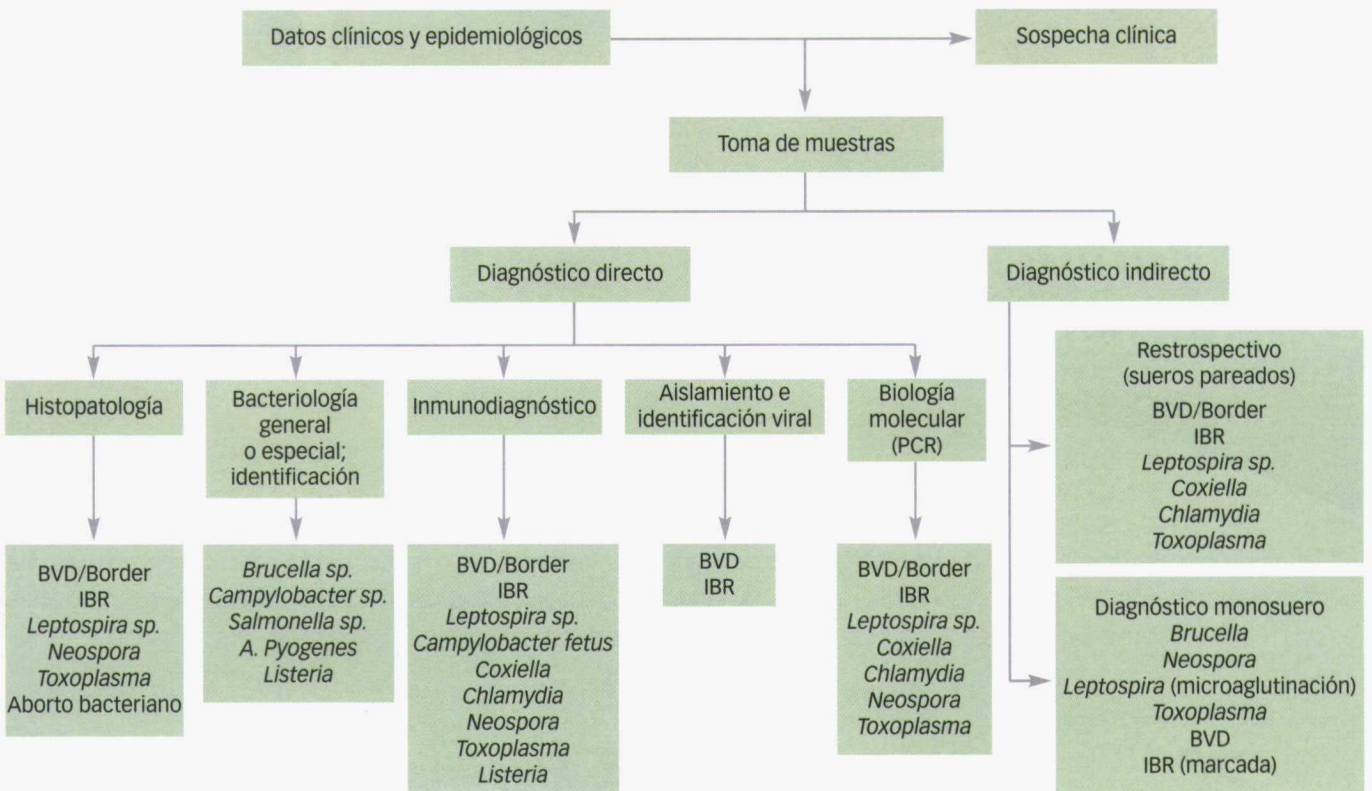 Datos clínicos y epidemiológicos
Sospecha clínica
Toma de muestras
Diagnóstico directo
Diagnóstico indirecto
Histopatología
Bacteriología
general
o especial;
identificación
Inmunodiagnóstico
Aislamiento e
identificación viral
Biología
molecular
(PCR)
BVD/Border
IBR
Leptospira sp.
Neospora
Toxoplasma
Aborto bacteriano
Brucella sp.
Campylobacter sp.
Salmonella sp.
A. Pyogenes
Listeria
BVD/Border
IBR
Leptospira sp.
Campylobacter fetus
Coxiella
Chlamydia
Neospora
Toxoplasma
Listeria
BVD
IBR
BVD/Border
IBR
Leptospira sp.
Coxiella
Chlamydia
Neospora
Toxoplasma
Restrospectivo
(sueros pareados)
BVD/Border
IBR
Leptospira sp.
Coxiella
Chlamydia
Toxoplasma
Diagnóstico monosuero
Brucella
Neospora
Leptospira (microaglutinación)
Toxoplasma
BVD
IBR (marcada)